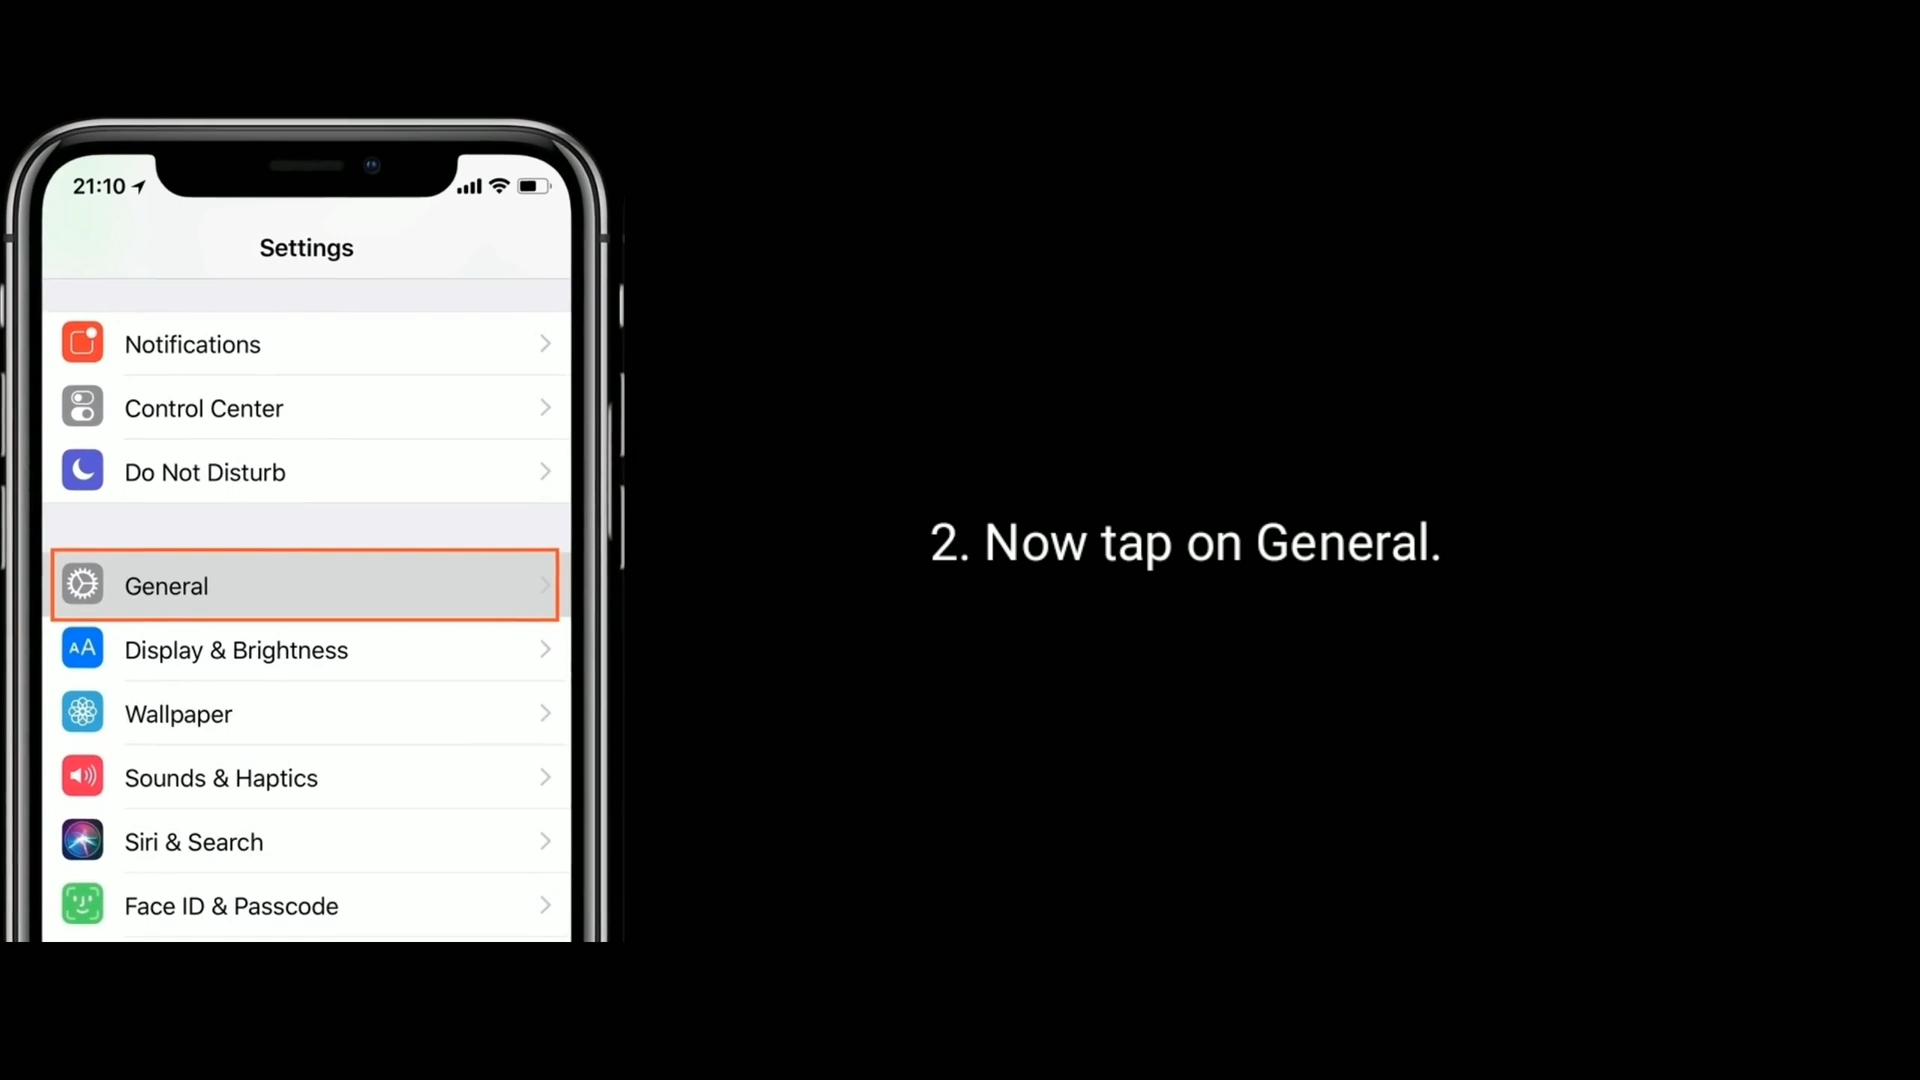 21:10
Settings
Notifications
Control Center
Do Not Disturb
General
AA Display & Brightness
Wallpaper
Sounds & Haptics
Siri & Search
Face ID & Passcode
2. Now tap on General.